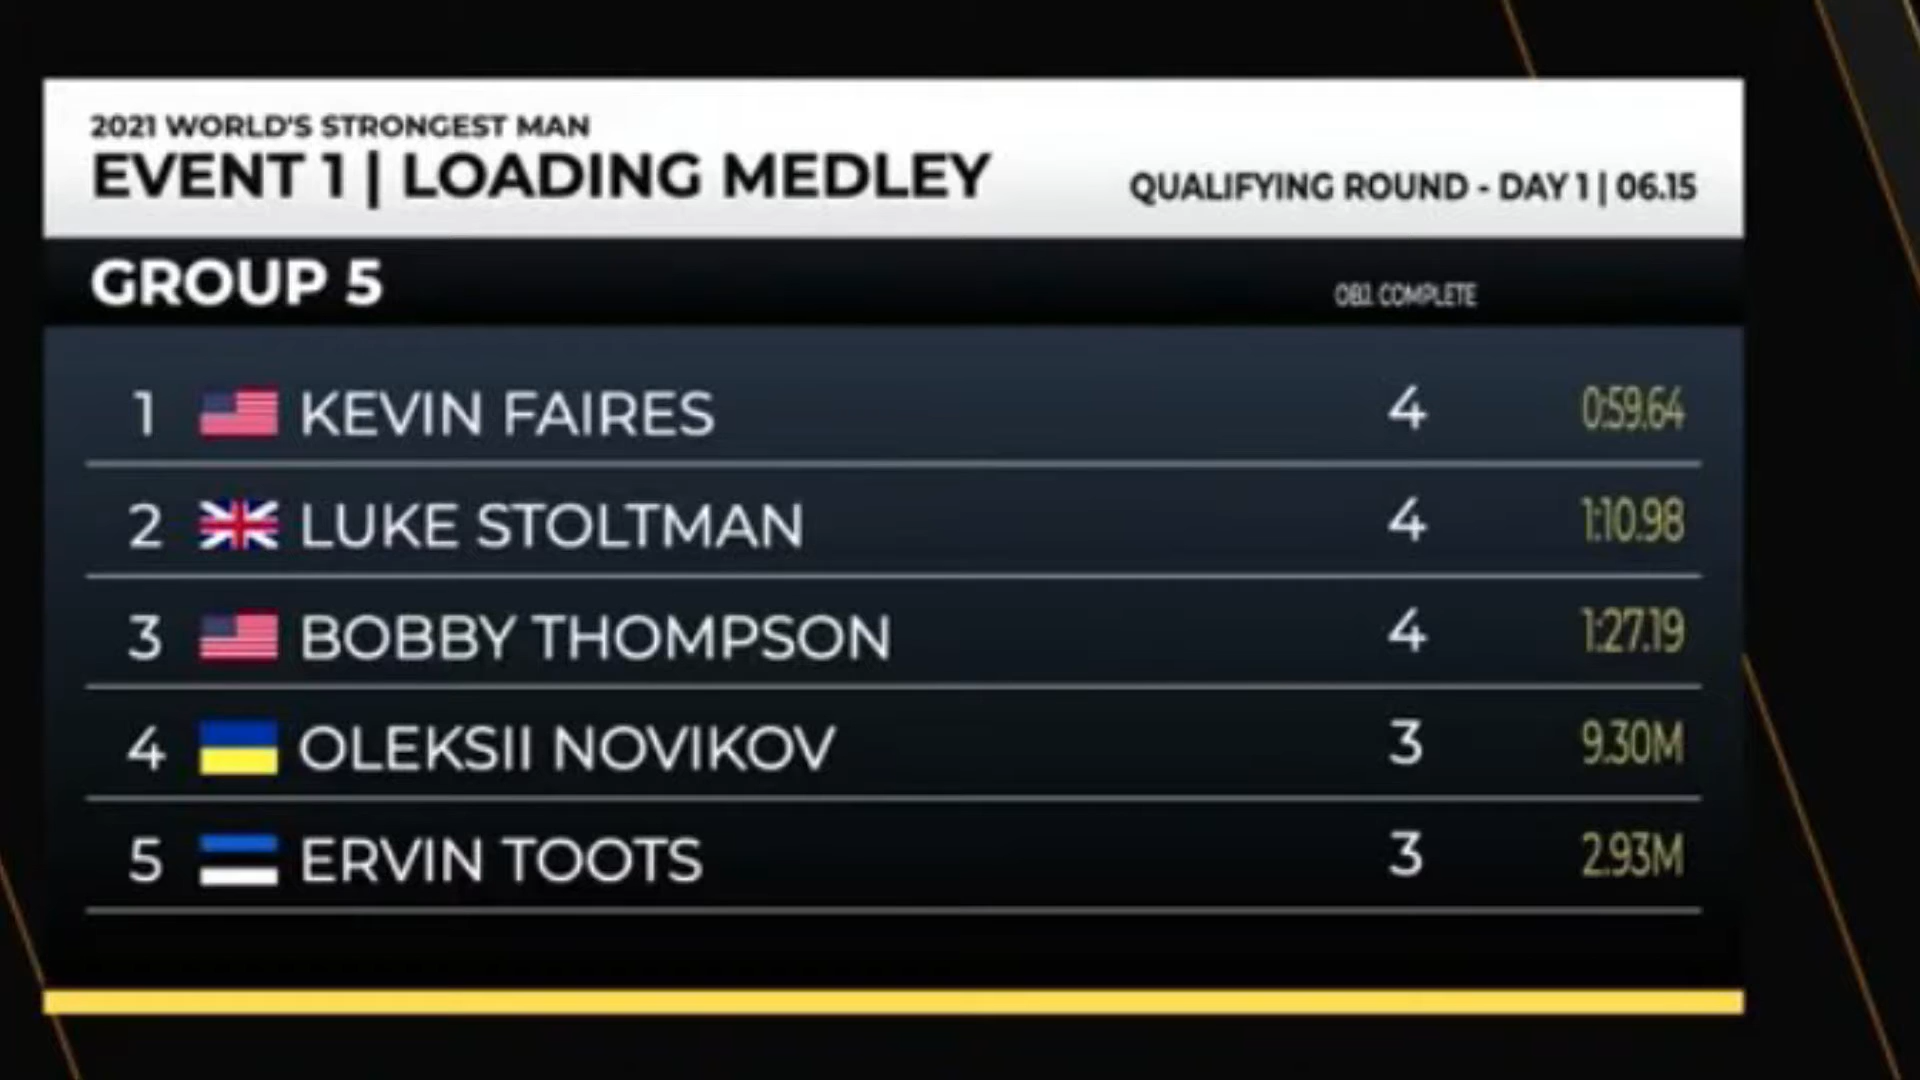 2021 WORLD'S STRONGEST MAN
EVENT 1 | LOADING MEDLEY
QUALIFYING ROUND - DAY 1 | 06.15
GROUP 5
OBJ. COMPLETE
1 KEVIN FAIRES 4 0:59.64
2 LUKE STOLTMAN 4 1:10.98
3 BOBBY THOMPSON 4 1:27.19
4 OLEKSII NOVIKOV 3 9.30M
5 ERVIN TOOTS 3 2.93M